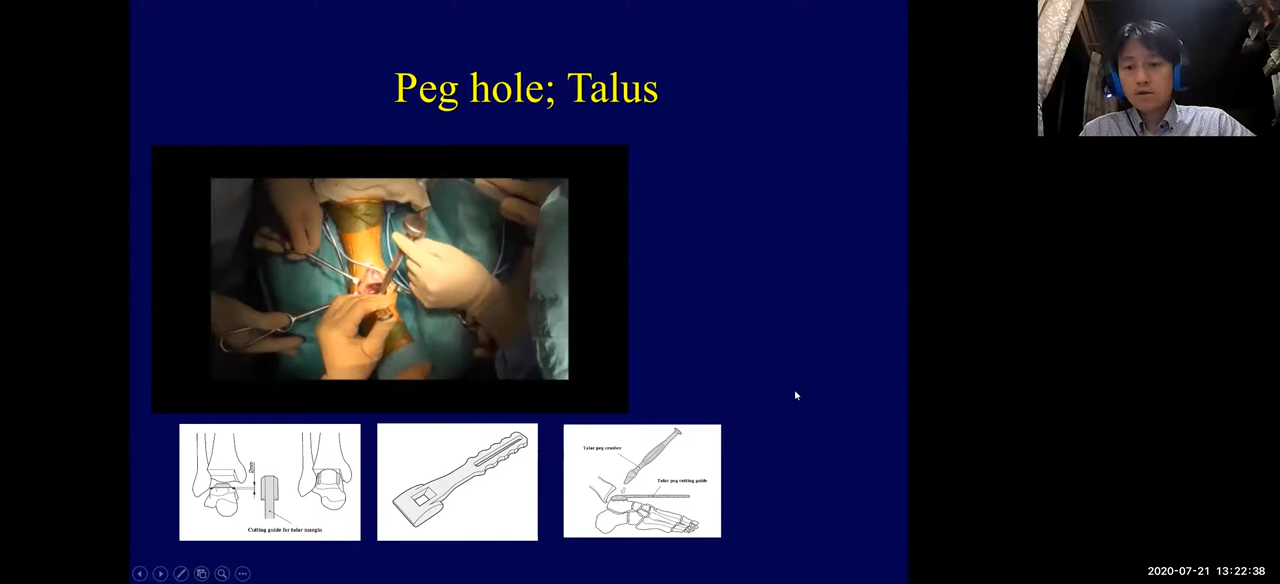 Peg hole; Talus
Cutting guide for talar margin
Talar peg crusher
Talar peg cutting guide
2020-07-21 13:22:38